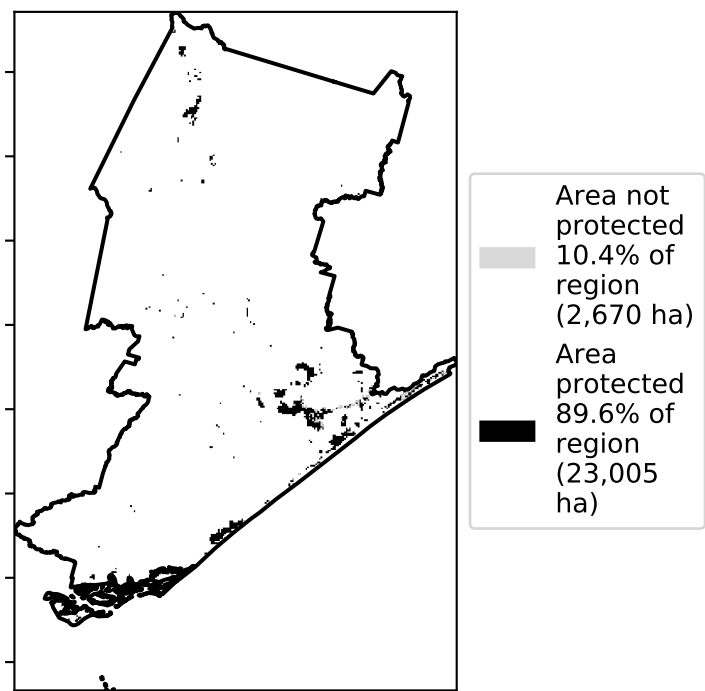 Area not
protected
10.4% of
region
(2,670 ha)
Area
protected
89.6% of
region
(23,005
ha)